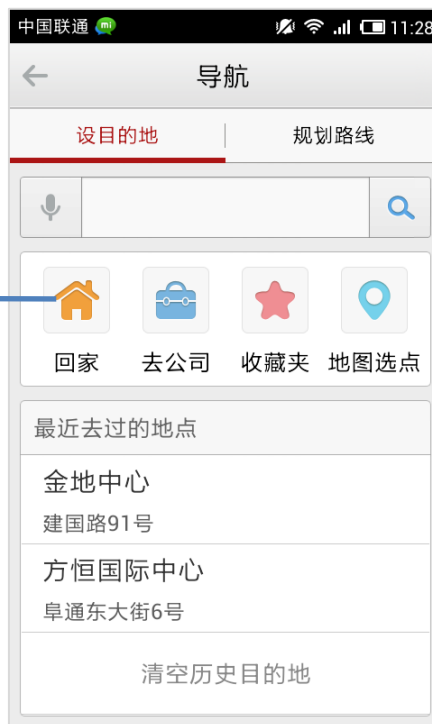 中国联通 mi 11:28
导航
设目的地 规划路线
回家 去公司 收藏夹 地图选点
最近去过的地点
金地中心
建国路91号
方恒国际中心
阜通东大街6号
清空历史目的地